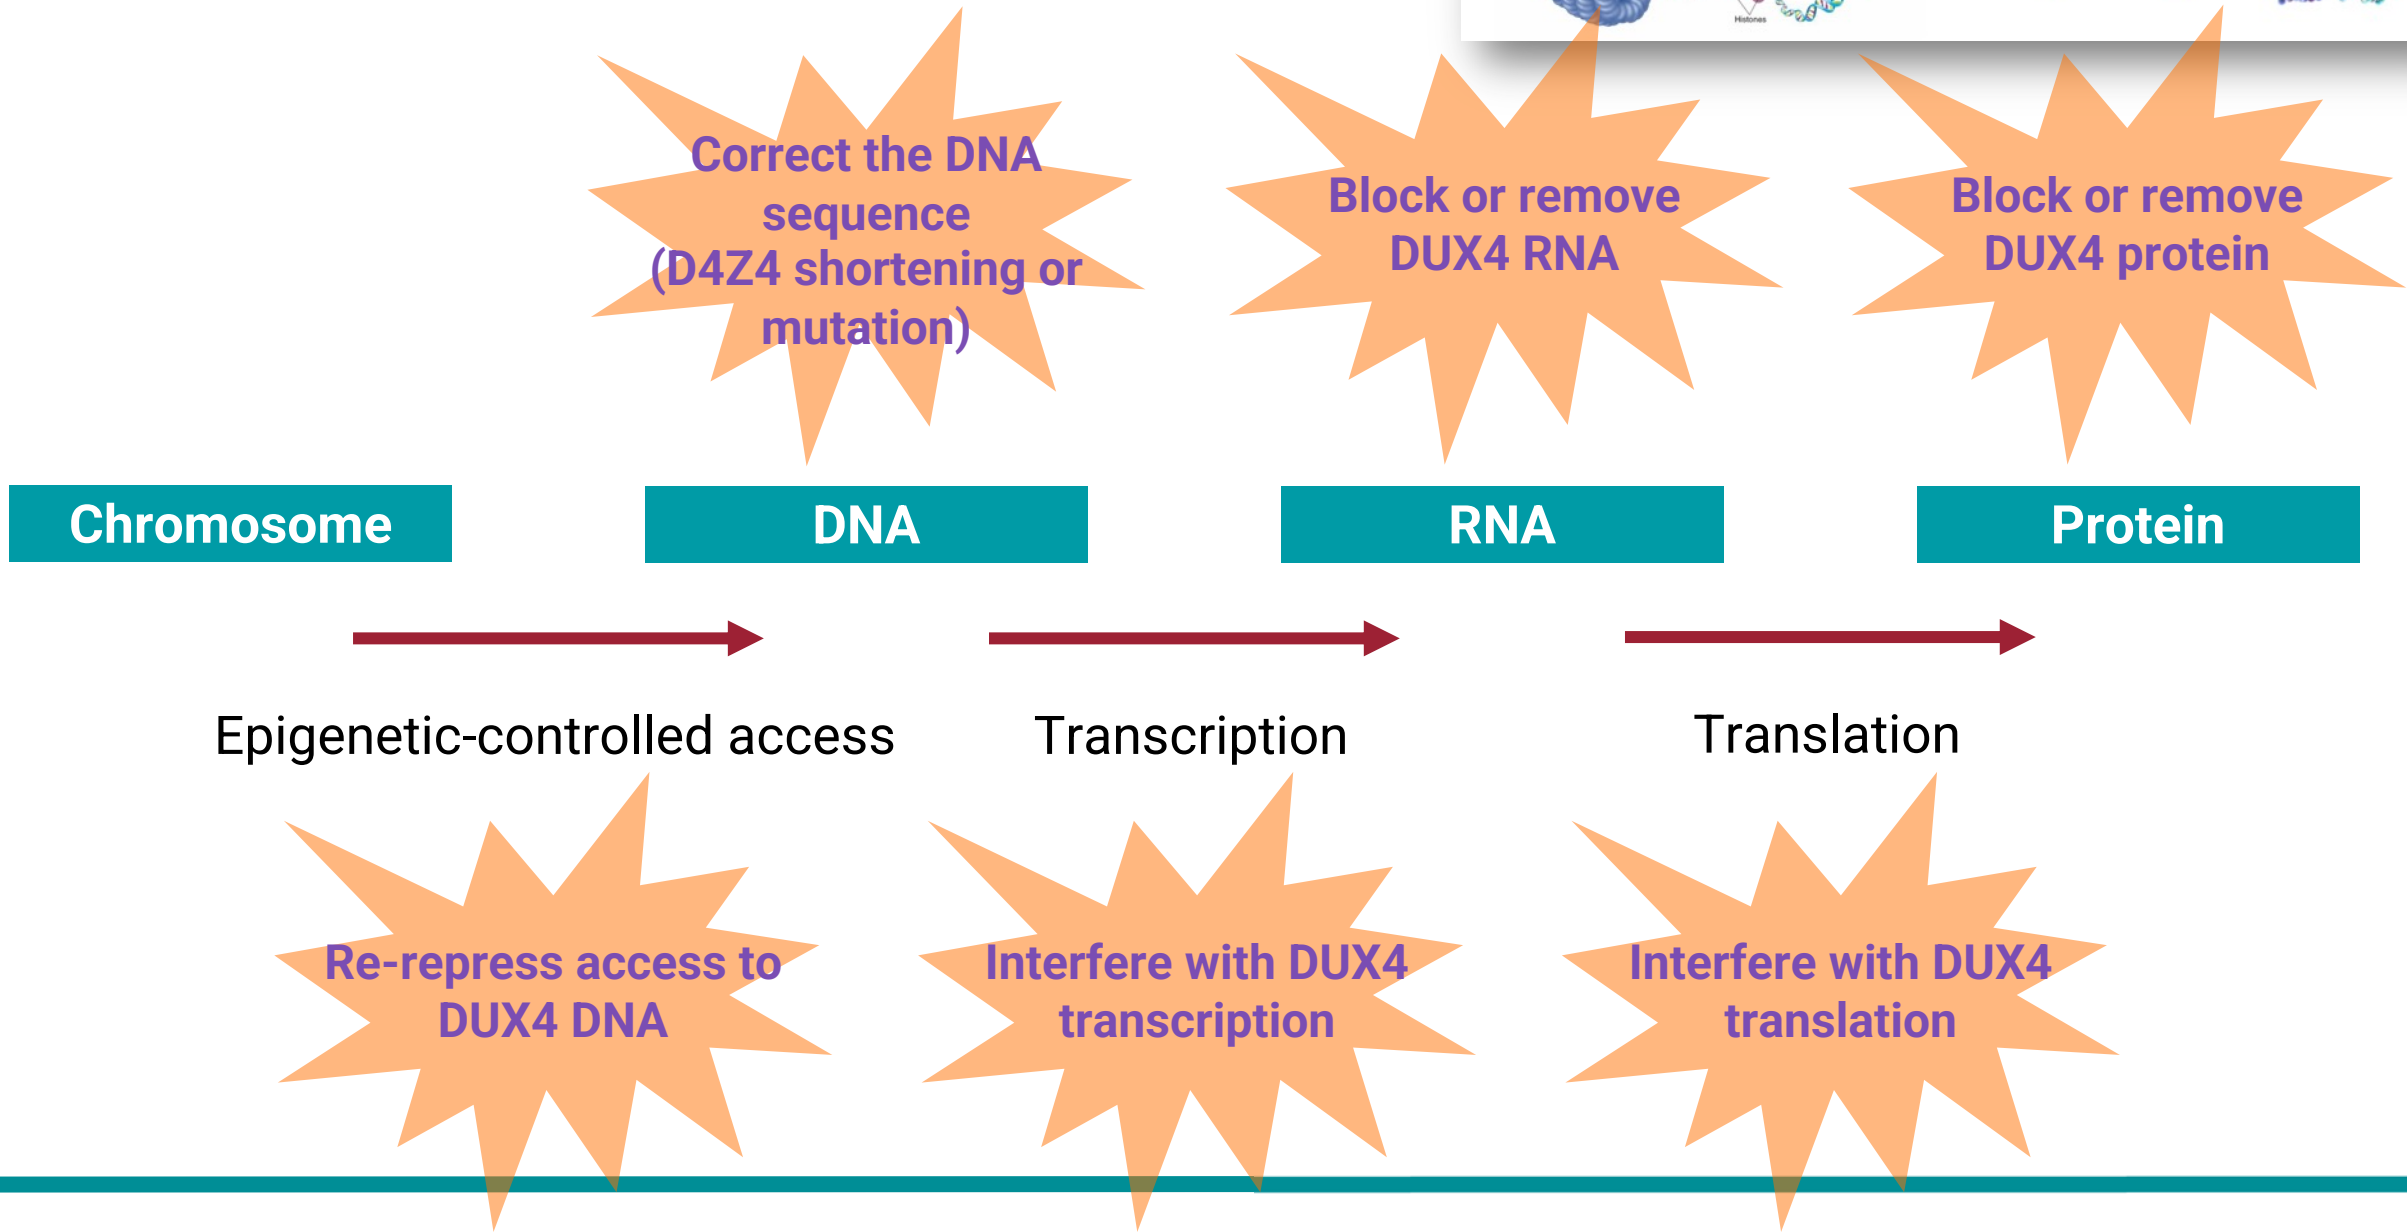 Histones
Correct the DNA
sequence
(D4Z4 shortening or
mutation)
Block or remove
DUX4 RNA
Block or remove
DUX4 protein
Chromosome
DNA
RNA
Protein
Epigenetic-controlled access
Transcription
Translation
Re-repress access to
DUX4 DNA
Interfere with DUX4
transcription
Interfere with DUX4
translation